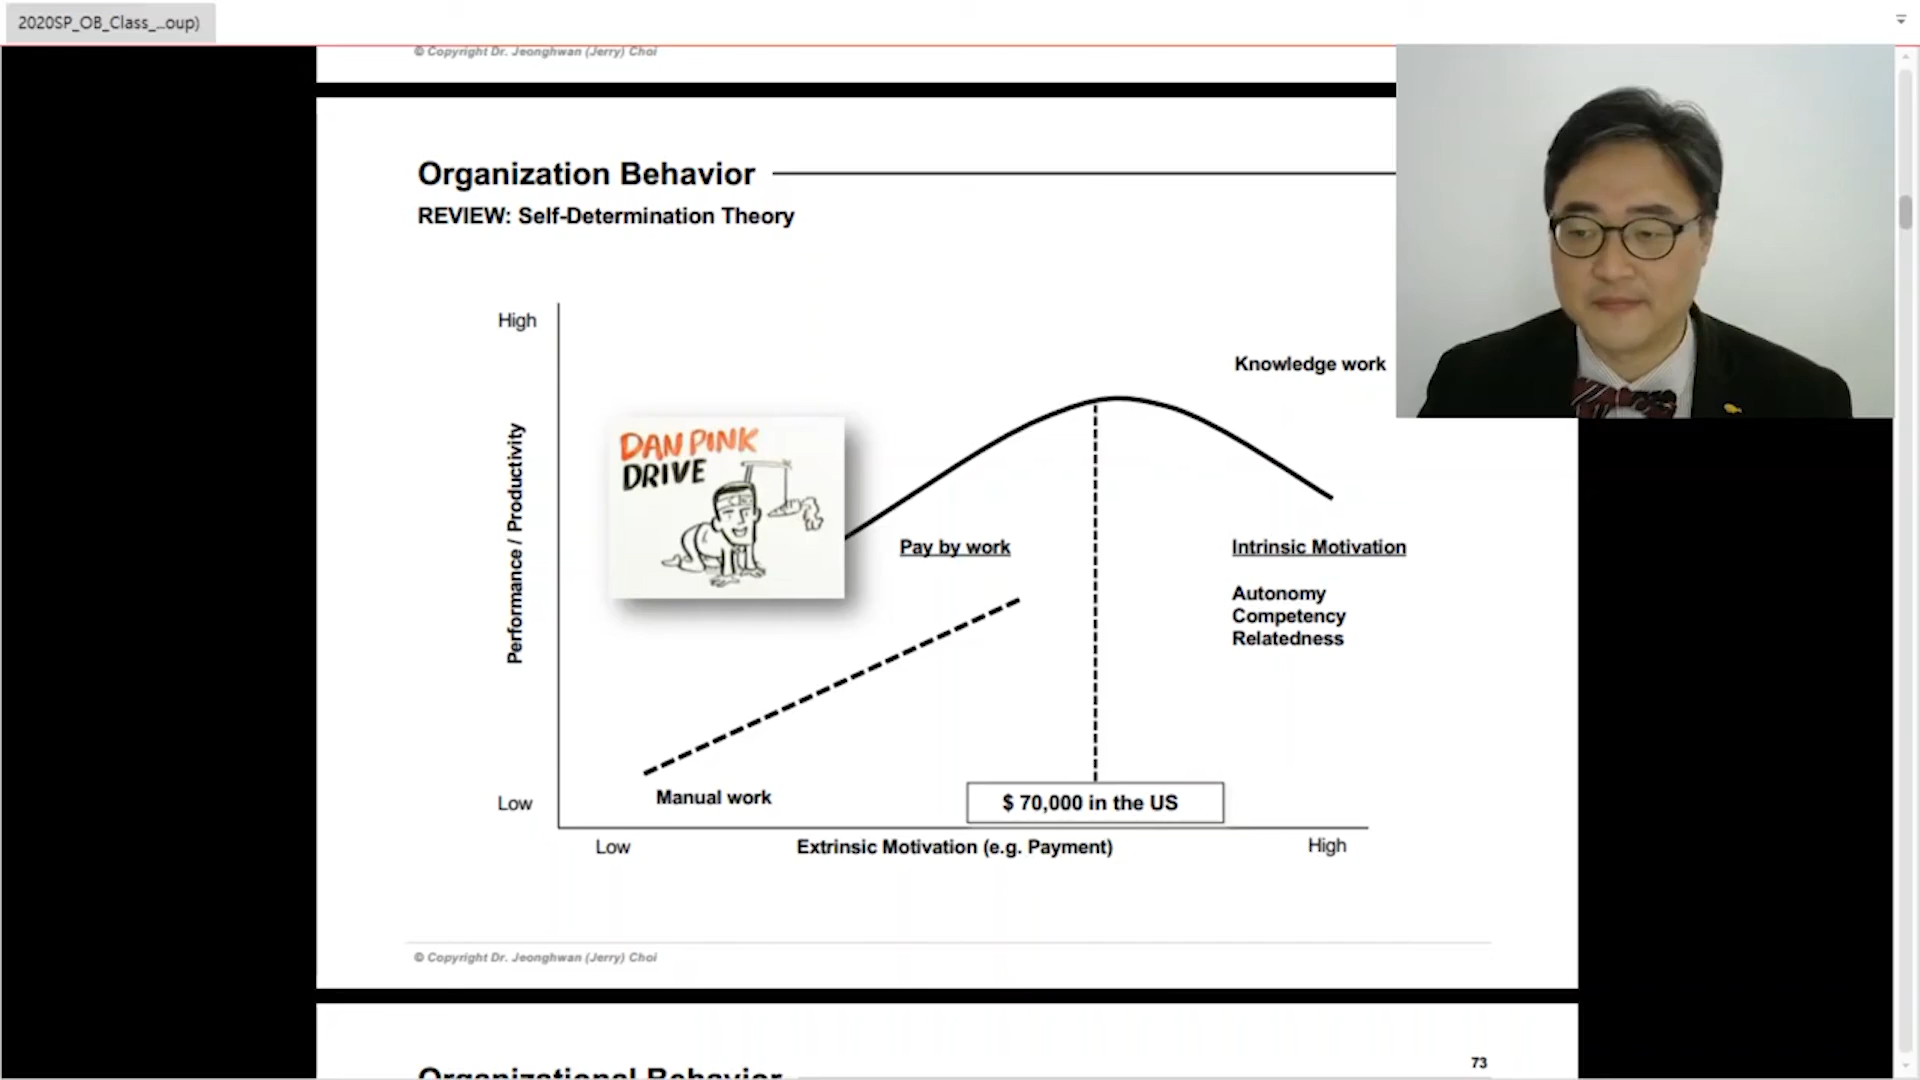 2020SP_OB_Class_...oup)
© Copyright Dr. Jeonghwan (Jerry) Choi
Organization Behavior
REVIEW: Self-Determination Theory
High
Knowledge work
DAN PINK
DRIVE
Performance / Productivity
Pay by work
Intrinsic Motivation
Autonomy
Competency
Relatedness
Manual work
Low
$ 70,000 in the US
Low
Extrinsic Motivation (e.g. Payment)
High
© Copyright Dr. Jeonghwan (Jerry) Choi
73
Organizational Behavior